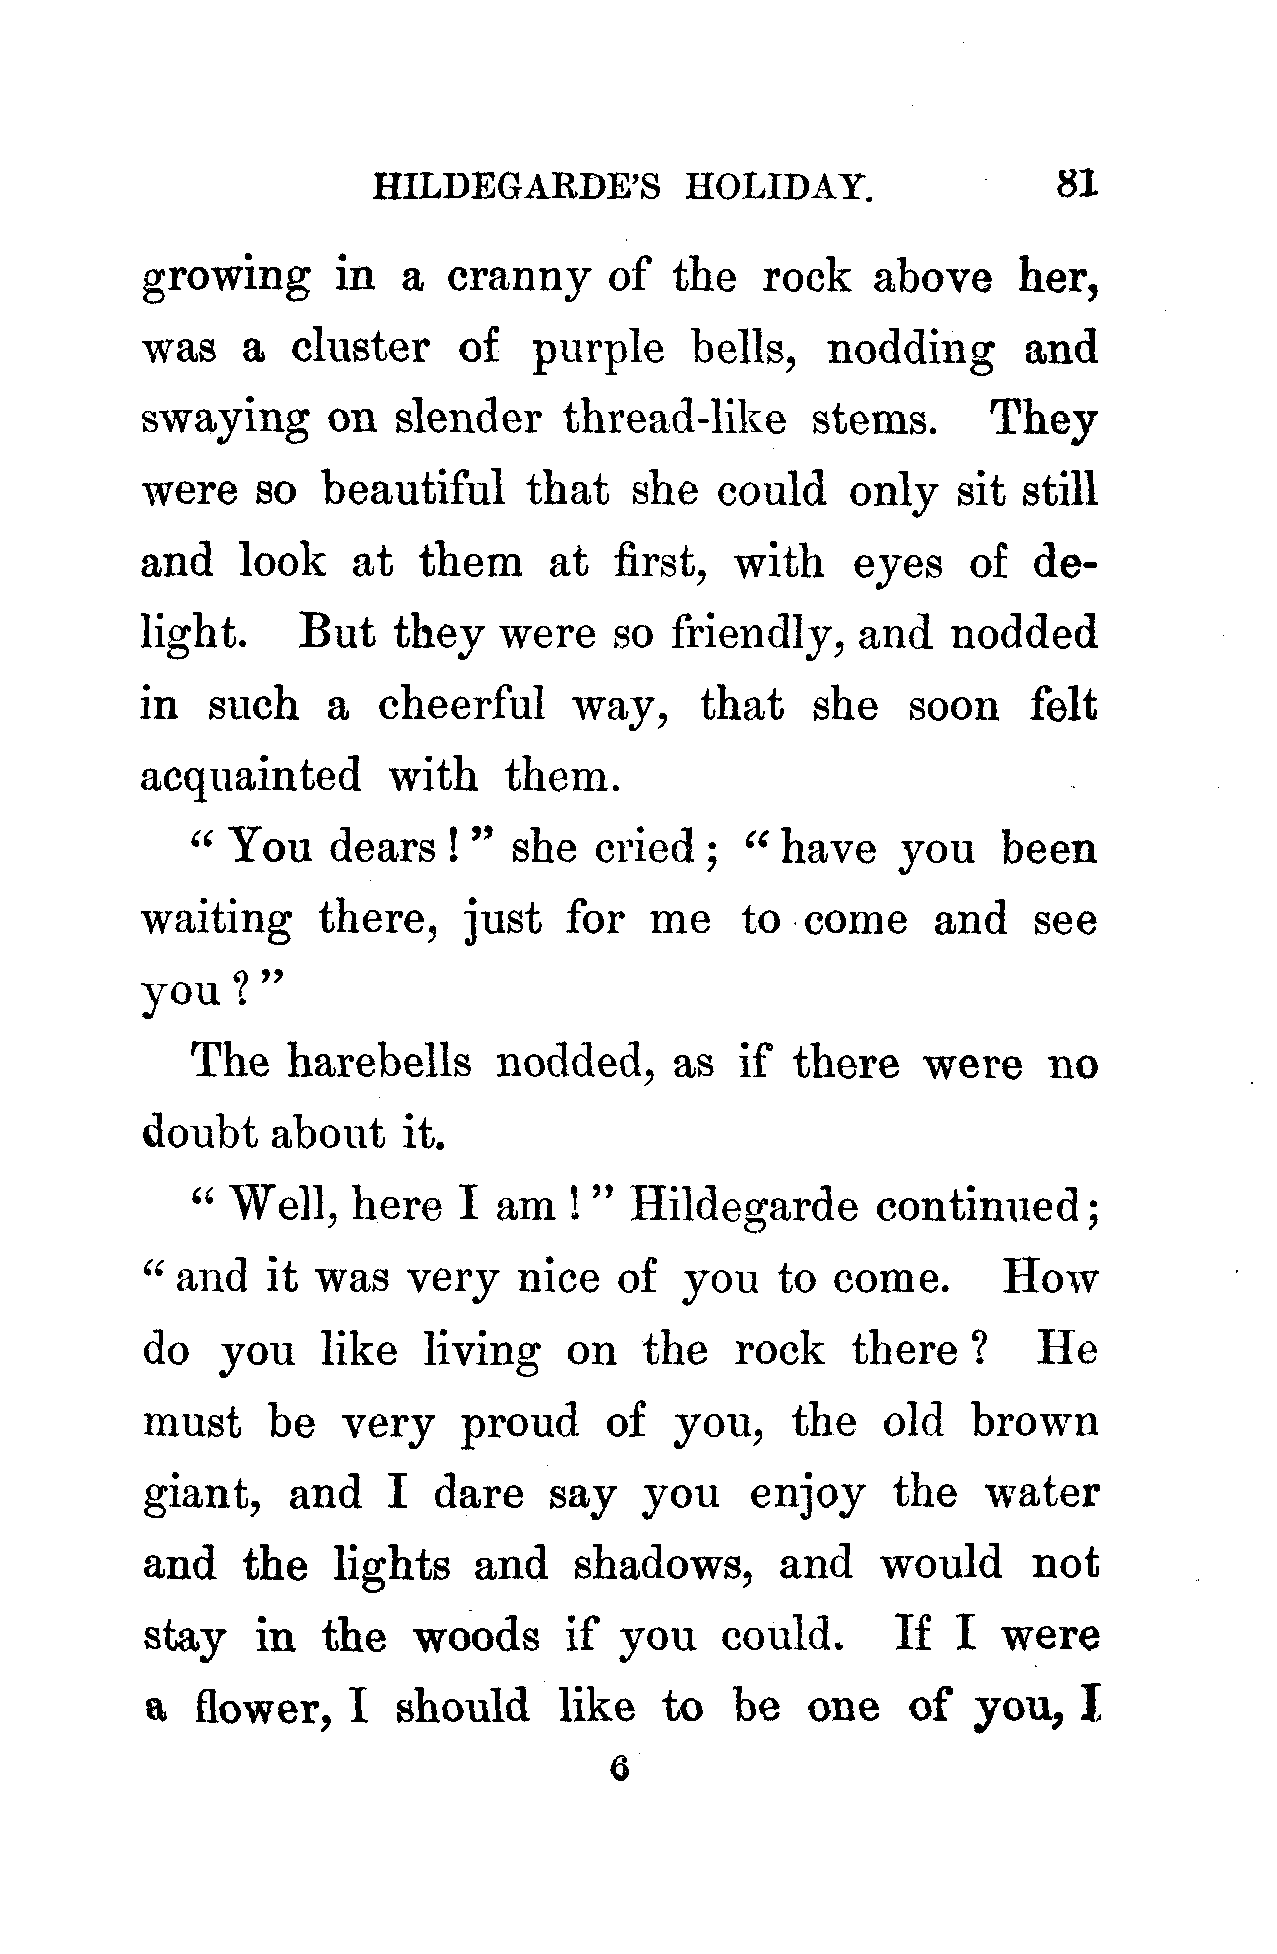 HILDEGARDE'S HOLIDAY. 81
growing in a cranny of the rock above her,
was a cluster of purple bells, nodding and
swaying on slender thread-like stems. They
were so beautiful that she could only sit still
and look at them at first, with eyes of de-
light. But they were so friendly, and nodded
in such a cheerful way, that she soon felt
acquainted with them.
“ You dears ! ” she cried ; “ have you been
waiting there, just for me to come and see
you ? ”
The harebells nodded, as if there were no
doubt about it.
“ Well, here I am ! ” Hildegarde continued ;
“ and it was very nice of you to come. How
do you like living on the rock there ? He
must be very proud of you, the old brown
giant, and I dare say you enjoy the water
and the lights and shadows, and would not
stay in the woods if you could. If I were
a flower, I should like to be one of you, I
6